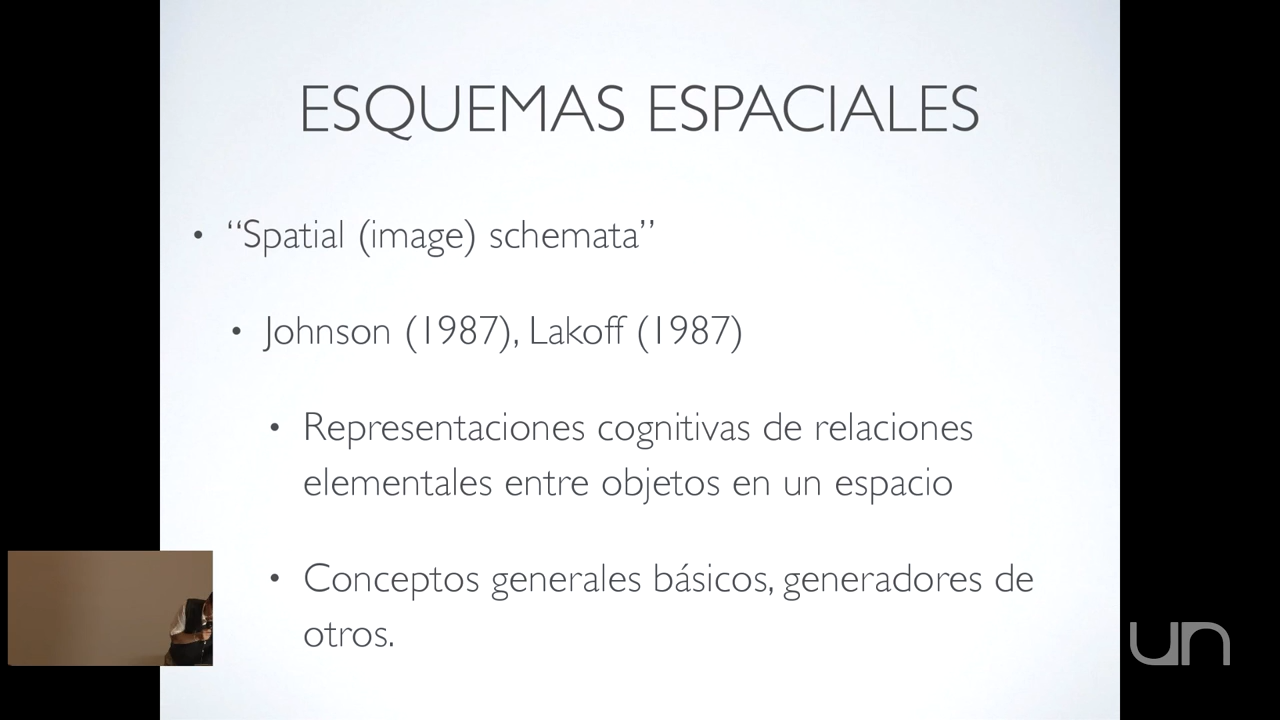 ESQUEMAS ESPACIALES
• “Spatial (image) schemata”
• Johnson (1987), Lakoff (1987)
• Representaciones cognitivas de relaciones
elementales entre objetos en un espacio
• Conceptos generales básicos, generadores de
otros.
un